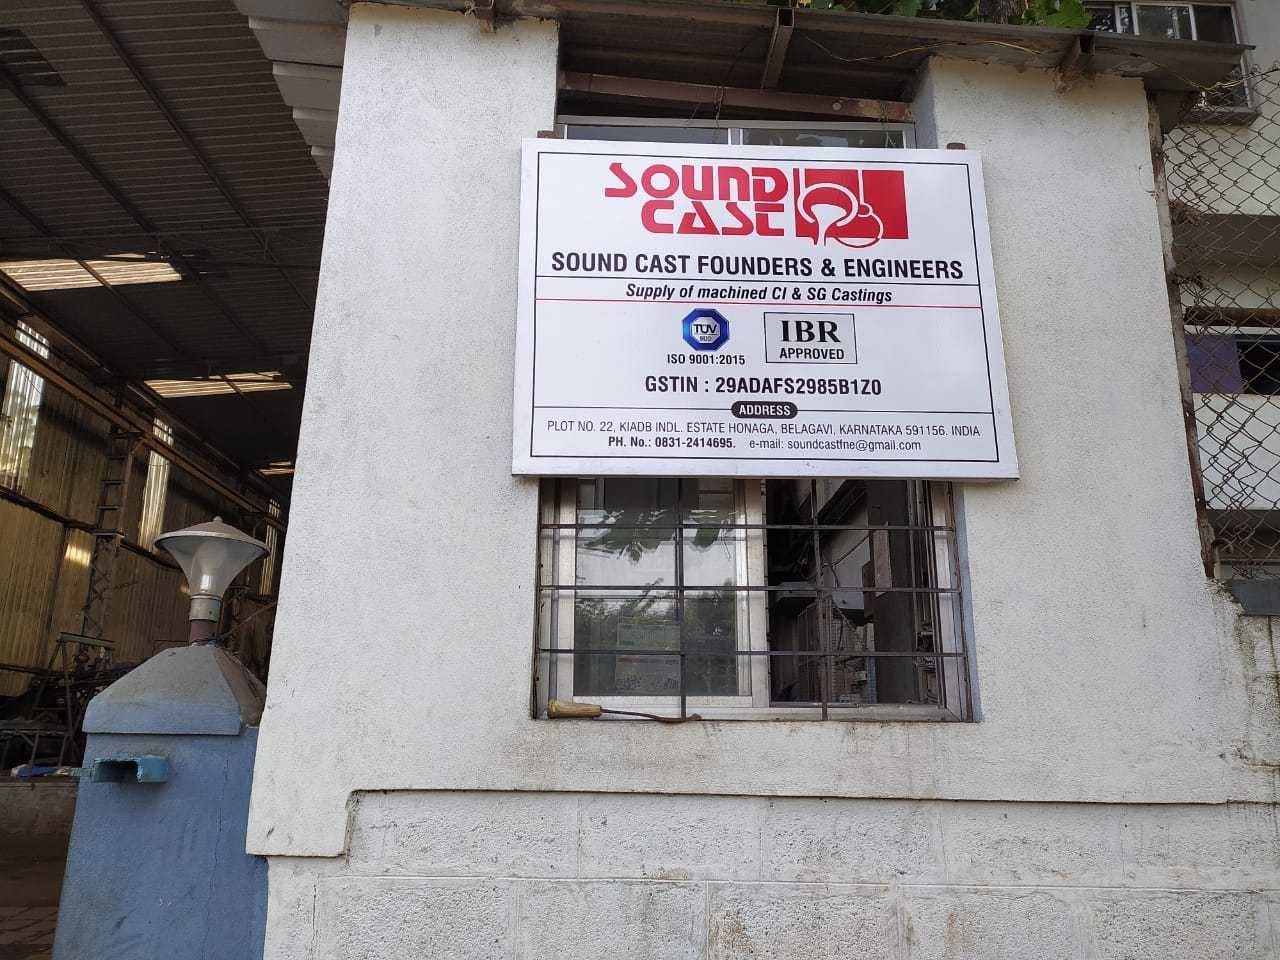 SOUND
CAST
SOUND CAST FOUNDERS & ENGINEERS
Supply of machined CI & SG Castings
TÜV
SÜD
ISO 9001:2015
IBR
APPROVED
GSTIN : 29ADAFS2985B1Z0
ADDRESS
PLOT NO. 22, KIADB INDL. ESTATE HONAGA, BELAGAVI, KARNATAKA 591156. INDIA
PH. No.: 0831-2414695. e-mail: soundcastfne@gmail.com